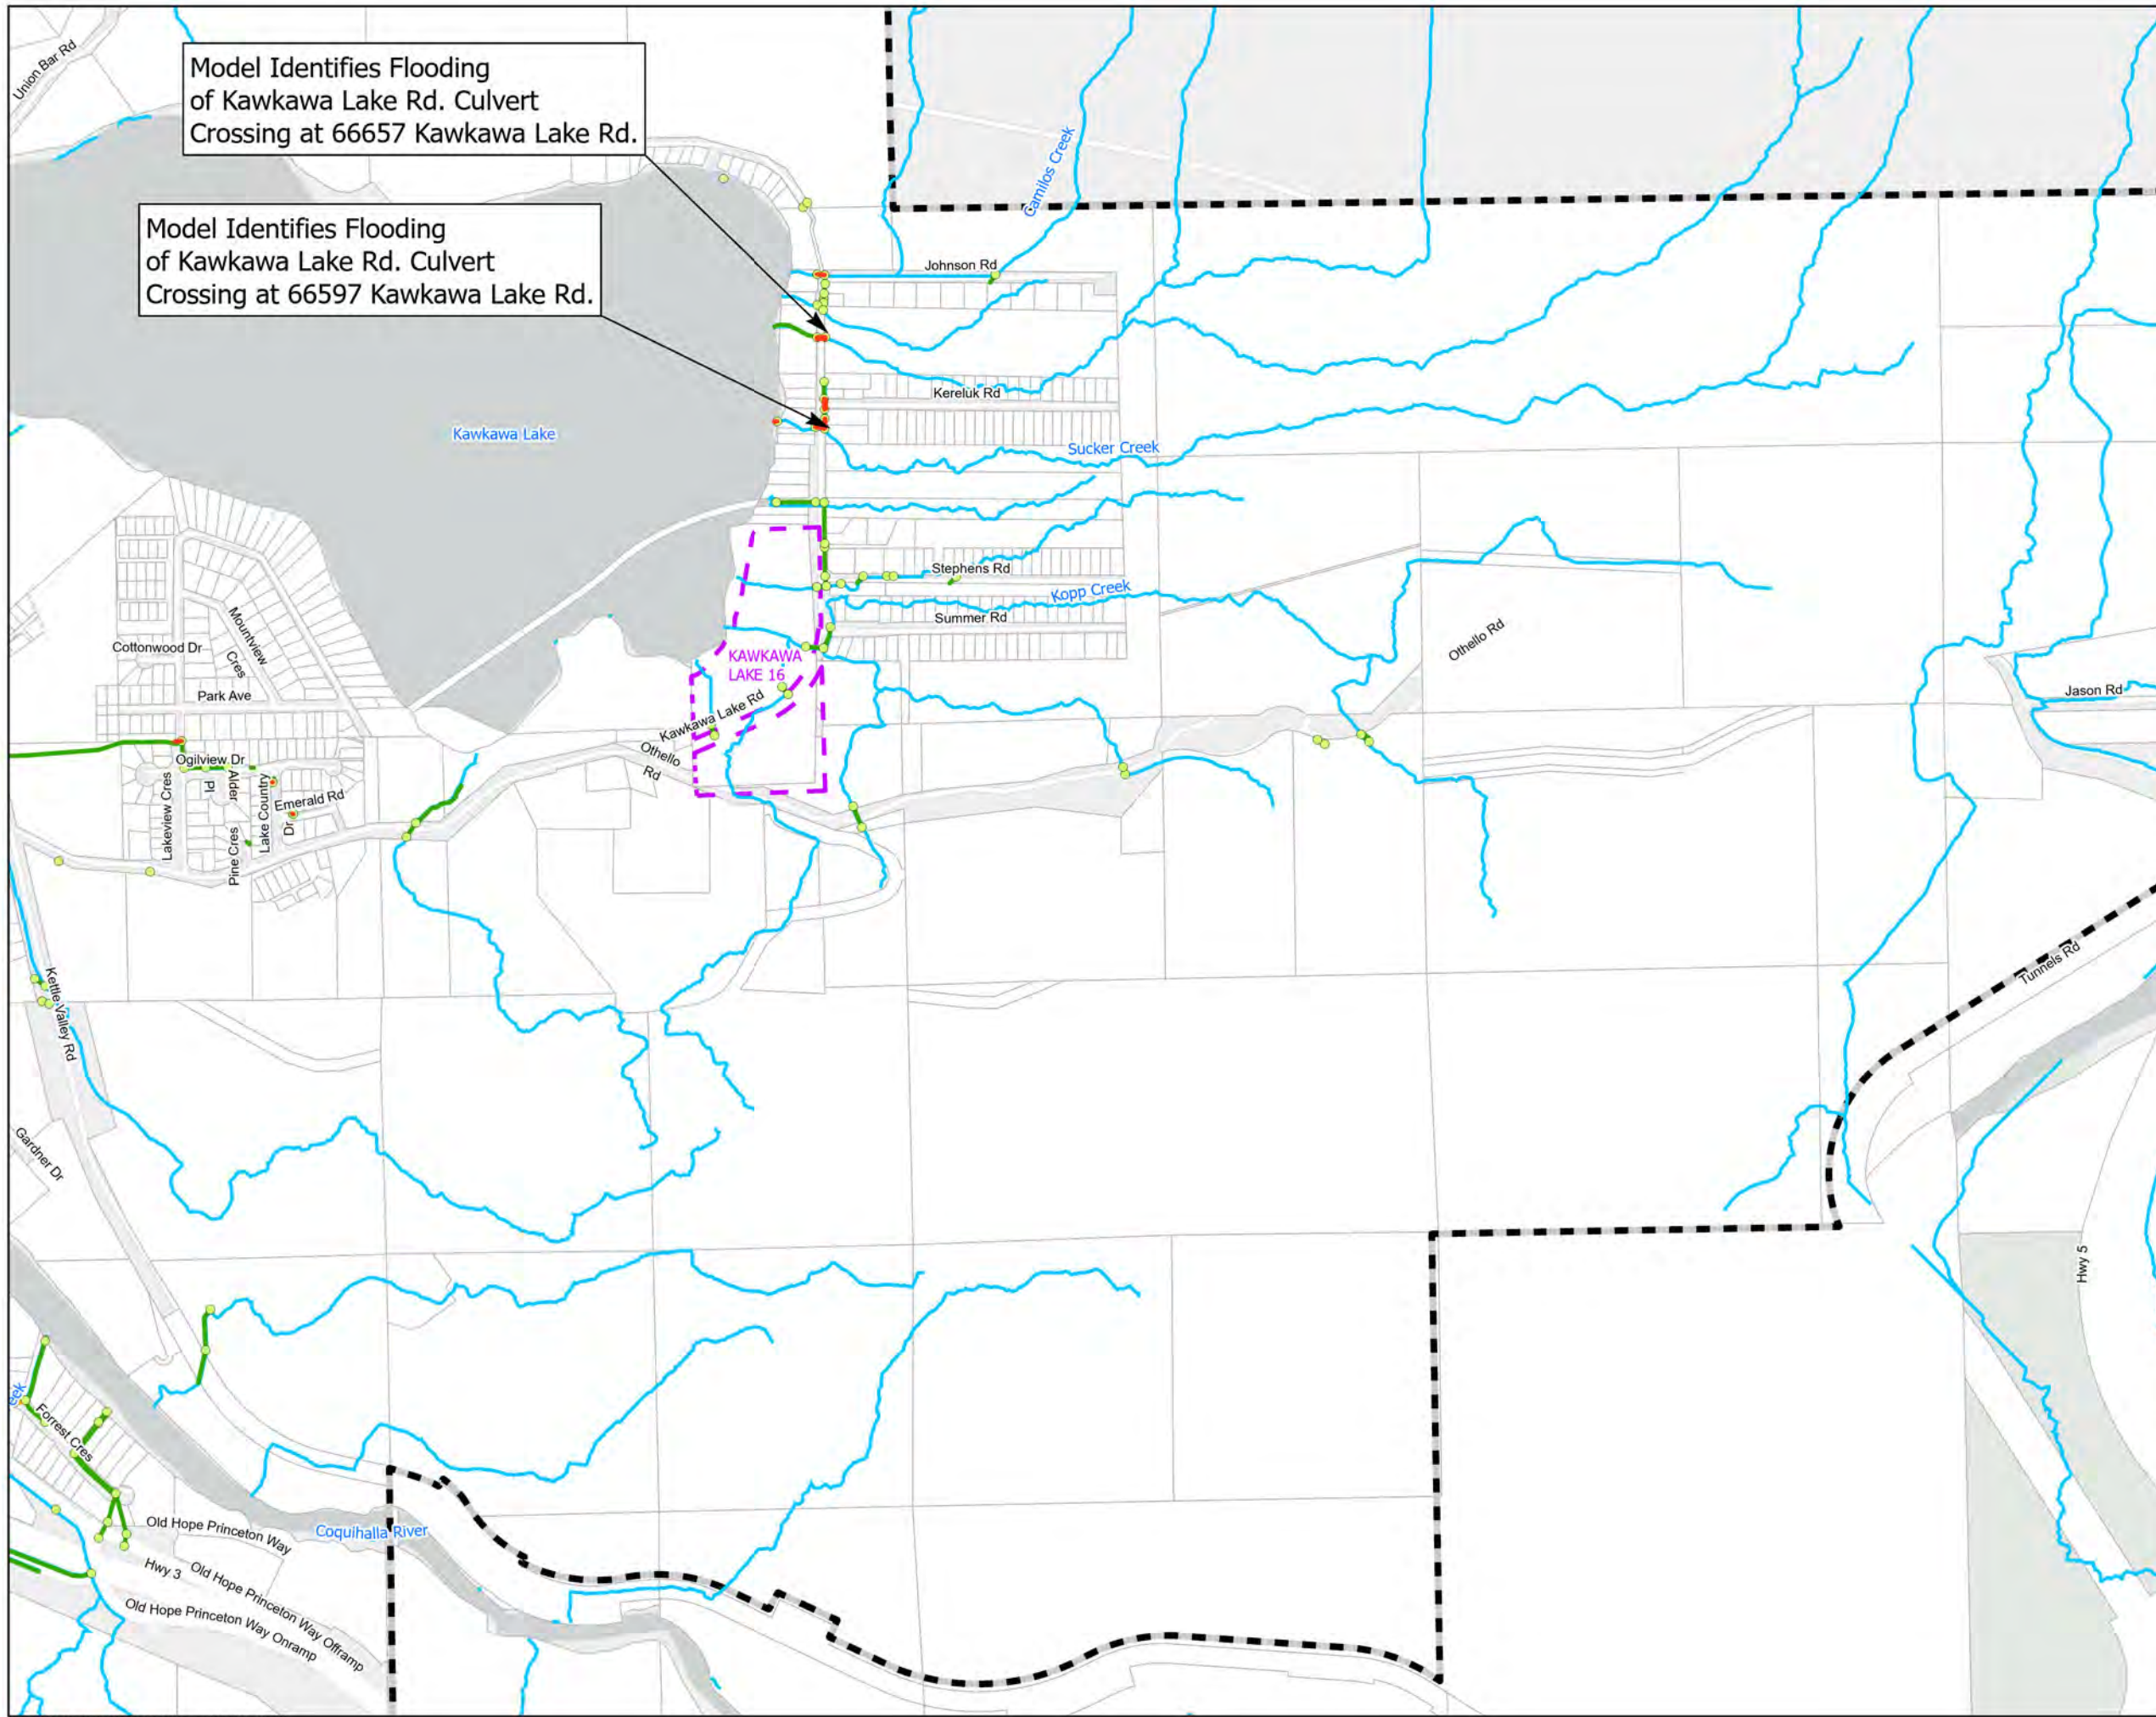 Union Bar Rd
Model Identifies Flooding
of Kawkawa Lake Rd. Culvert
Crossing at 66657 Kawkawa Lake Rd.
Camilos Creek
Model Identifies Flooding
of Kawkawa Lake Rd. Culvert
Crossing at 66597 Kawkawa Lake Rd.
Johnson Rd
Kereluk Rd
Kawkawa Lake
Sucker Creek
Stephens Rd
Kopp Creek
Summer Rd
Mountview
Cres
Cottonwood Dr
Othello Rd
KAWKAWA
LAKE 16
Park Ave
Jason Rd
Kawkawa Lake Rd
Othello
Rd
Ogilview Dr
Lakeview Cres
Pl
Alder
Lake Country
Dr
Emerald Rd
Pine Cres
Tunnels Rd
Kettle Valley Rd
Gardner Dr
Hwy 5
eek
Forrest Cres
Old Hope Princeton Way
Coquihalla River
Hwy 3
Old Hope Princeton Way Offramp
Old Hope Princeton Way Onramp